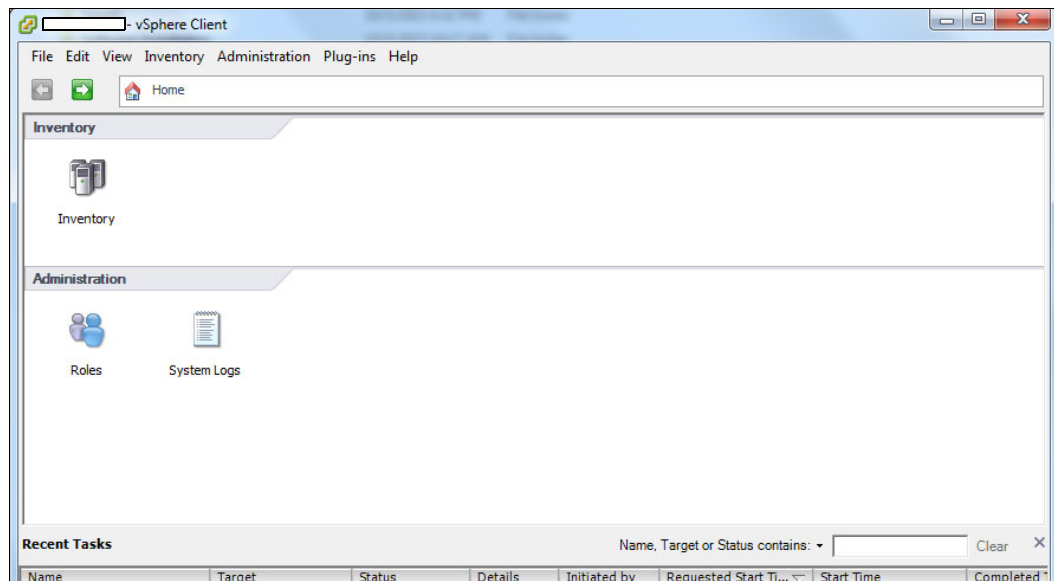 - vSphere Client
File Edit View Inventory Administration Plug-ins Help
Home
Inventory
Inventory
Administration
Roles System Logs
Recent Tasks Name, Target or Status contains: Clear
Name Target Status Details Initiated by Requested Start Ti... Start Time Completed T